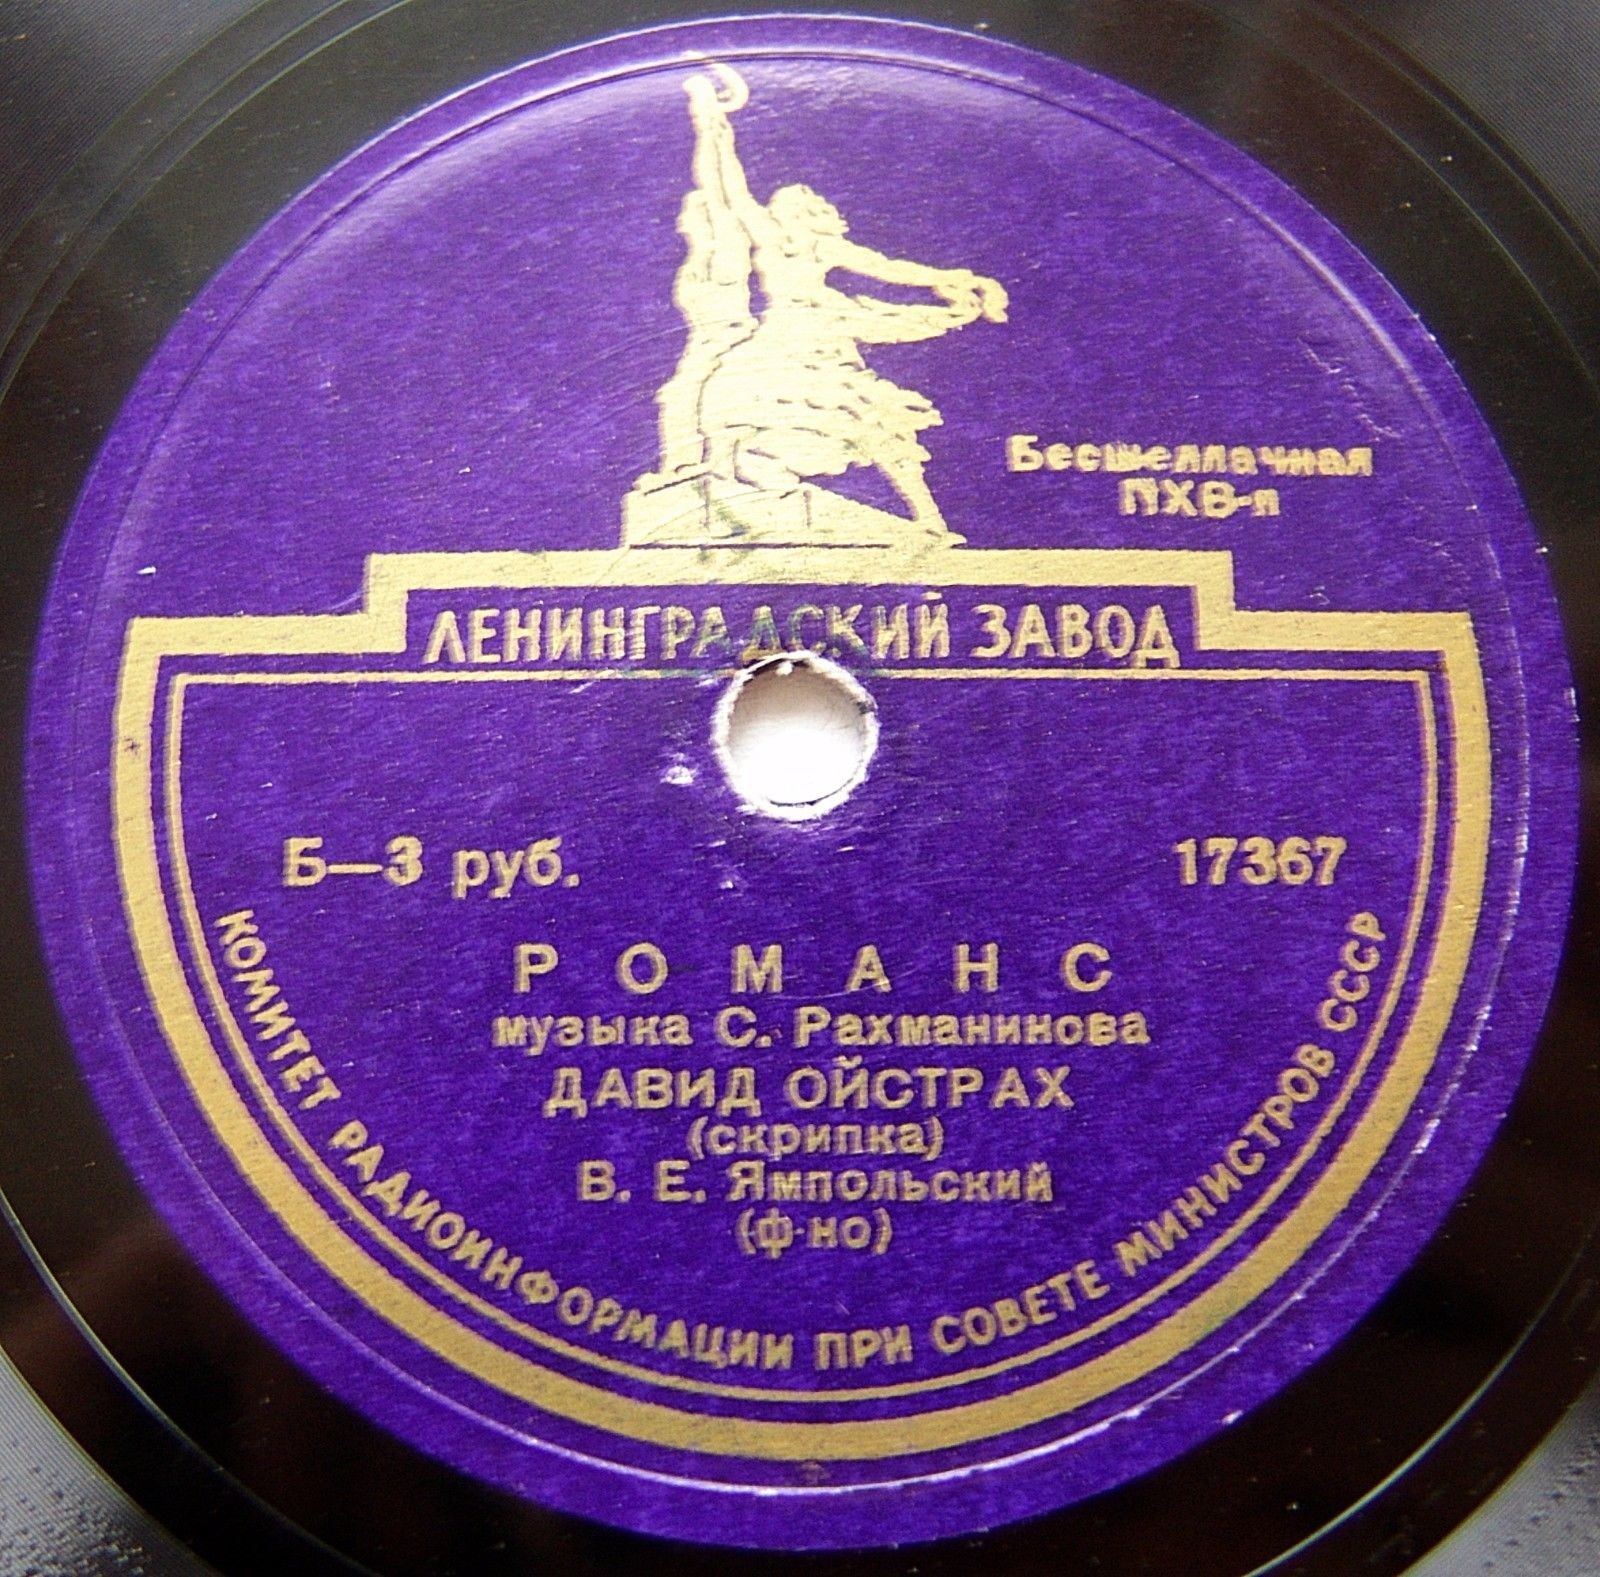 Бесшеллачная
ПХВ-п
ЛЕНИНГРАДСКИЙ ЗАВОД
Б—3 руб.
17367
РОМАНС
музыка С. Рахманинова
ДАВИД ОЙСТРАХ
(скрипка)
В. Е. Ямпольский
(ф-но)
КОМИТЕТ РАДИОИНФОРМАЦИИ ПРИ СОВЕТЕ МИНИСТРОВ СССР